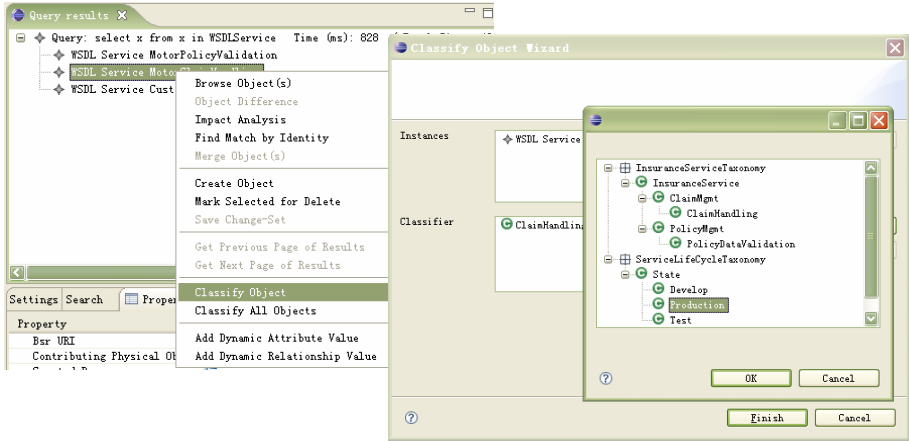 Query results
Query: select x from x in WSDLService Time (ms): 828
WSDL Service MotorPolicyValidation
WSDL Service
WSDL Service Cust
Browse Object(s)
Object Difference
Impact Analysis
Find Match by Identity
Merge Object(s)
Create Object
Mark Selected for Delete
Save Change-Set
Get Previous Page of Results
Get Next Page of Results
Classify Object
Classify All Objects
Add Dynamic Attribute Value
Add Dynamic Relationship Value
Settings Search Proper
Property
Bsr URI
Contributing Physical Ob
Classify Object Wizard
Instances
WSDL Service
Classifier
ClaimHandling
Finish Cancel
InsuranceServiceTaxonomy
InsuranceService
ClaimMgmt
ClaimHandling
PolicyMgmt
PolicyDataValidation
ServiceLifeCycleTaxonomy
State
Develop
Production
Test
OK Cancel